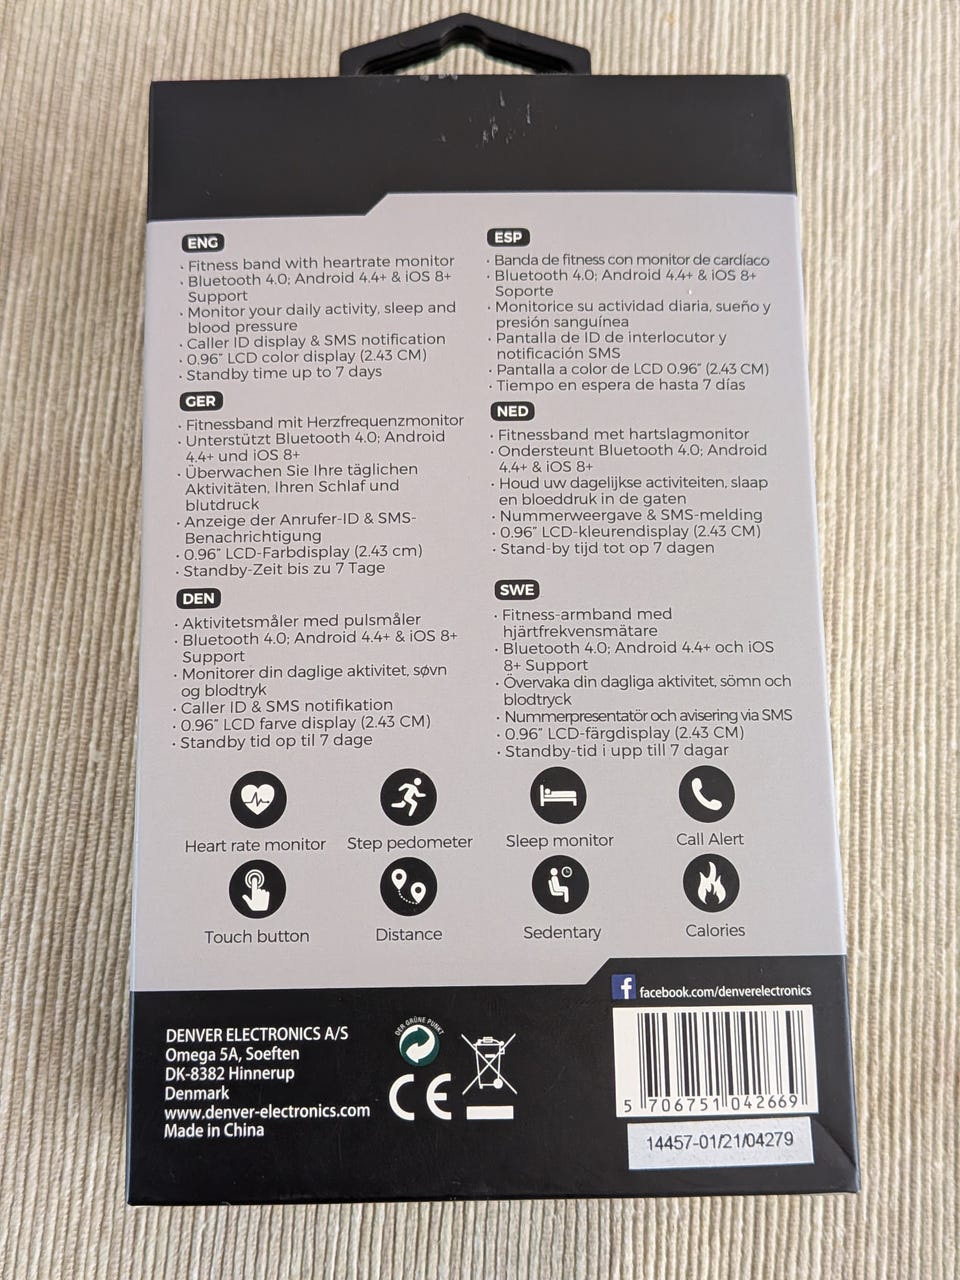 ENG
· Fitness band with heartrate monitor
· Bluetooth 4.0; Android 4.4+ & iOS 8+
Support
· Monitor your daily activity, sleep and
blood pressure
· Caller ID display & SMS notification
· 0.96” LCD color display (2.43 CM)
· Standby time up to 7 days
GER
· Fitnessband mit Herzfrequenzmonitor
· Unterstützt Bluetooth 4.0; Android
4.4+ und iOS 8+
· Überwachen Sie Ihre täglichen
Aktivitäten, Ihren Schlaf und
blutdruck
· Anzeige der Anrufer-ID & SMS-
Benachrichtigung
· 0.96” LCD-Farbdisplay (2.43 cm)
· Standby-Zeit bis zu 7 Tage
DEN
· Aktivitetsmåler med pulsmåler
· Bluetooth 4.0; Android 4.4+ & iOS 8+
Support
· Monitorer din daglige aktivitet, søvn
og blodtryk
· Caller ID & SMS notifikation
· 0.96” LCD farve display (2.43 CM)
· Standby tid op til 7 dage
ESP
· Banda de fitness con monitor de cardíaco
· Bluetooth 4.0; Android 4.4+ & iOS 8+
Soporte
· Monitorice su actividad diaria, sueño y
presión sanguínea
· Pantalla de ID de interlocutor y
notificación SMS
· Pantalla a color de LCD 0.96” (2.43 CM)
· Tiempo en espera de hasta 7 días
NED
· Fitnessband met hartslagmonitor
· Ondersteunt Bluetooth 4.0; Android
4.4+ & iOS 8+
· Houd uw dagelijkse activiteiten, slaap
en bloeddruk in de gaten
· Nummerweergave & SMS-melding
· 0.96” LCD-kleurendisplay (2.43 CM)
· Stand-by tijd tot op 7 dagen
SWE
· Fitness-armband med
hjärtfrekvensmätare
· Bluetooth 4.0; Android 4.4+ och iOS
8+ Support
· Övervaka din dagliga aktivitet, sömn och
blodtryck
· Nummerpresentatör och avisering via SMS
· 0.96” LCD-färgdisplay (2.43 CM)
· Standby-tid i upp till 7 dagar
Heart rate monitor
Step pedometer
Sleep monitor
Call Alert
Touch button
Distance
Sedentary
Calories
f facebook.com/denverelectronics
DENVER ELECTRONICS A/S
Omega 5A, Soeften
DK-8382 Hinnerup
Denmark
www.denver-electronics.com
Made in China
DER GRÜNE PUNKT
CE
5 706751 042669
14457-01/21/04279